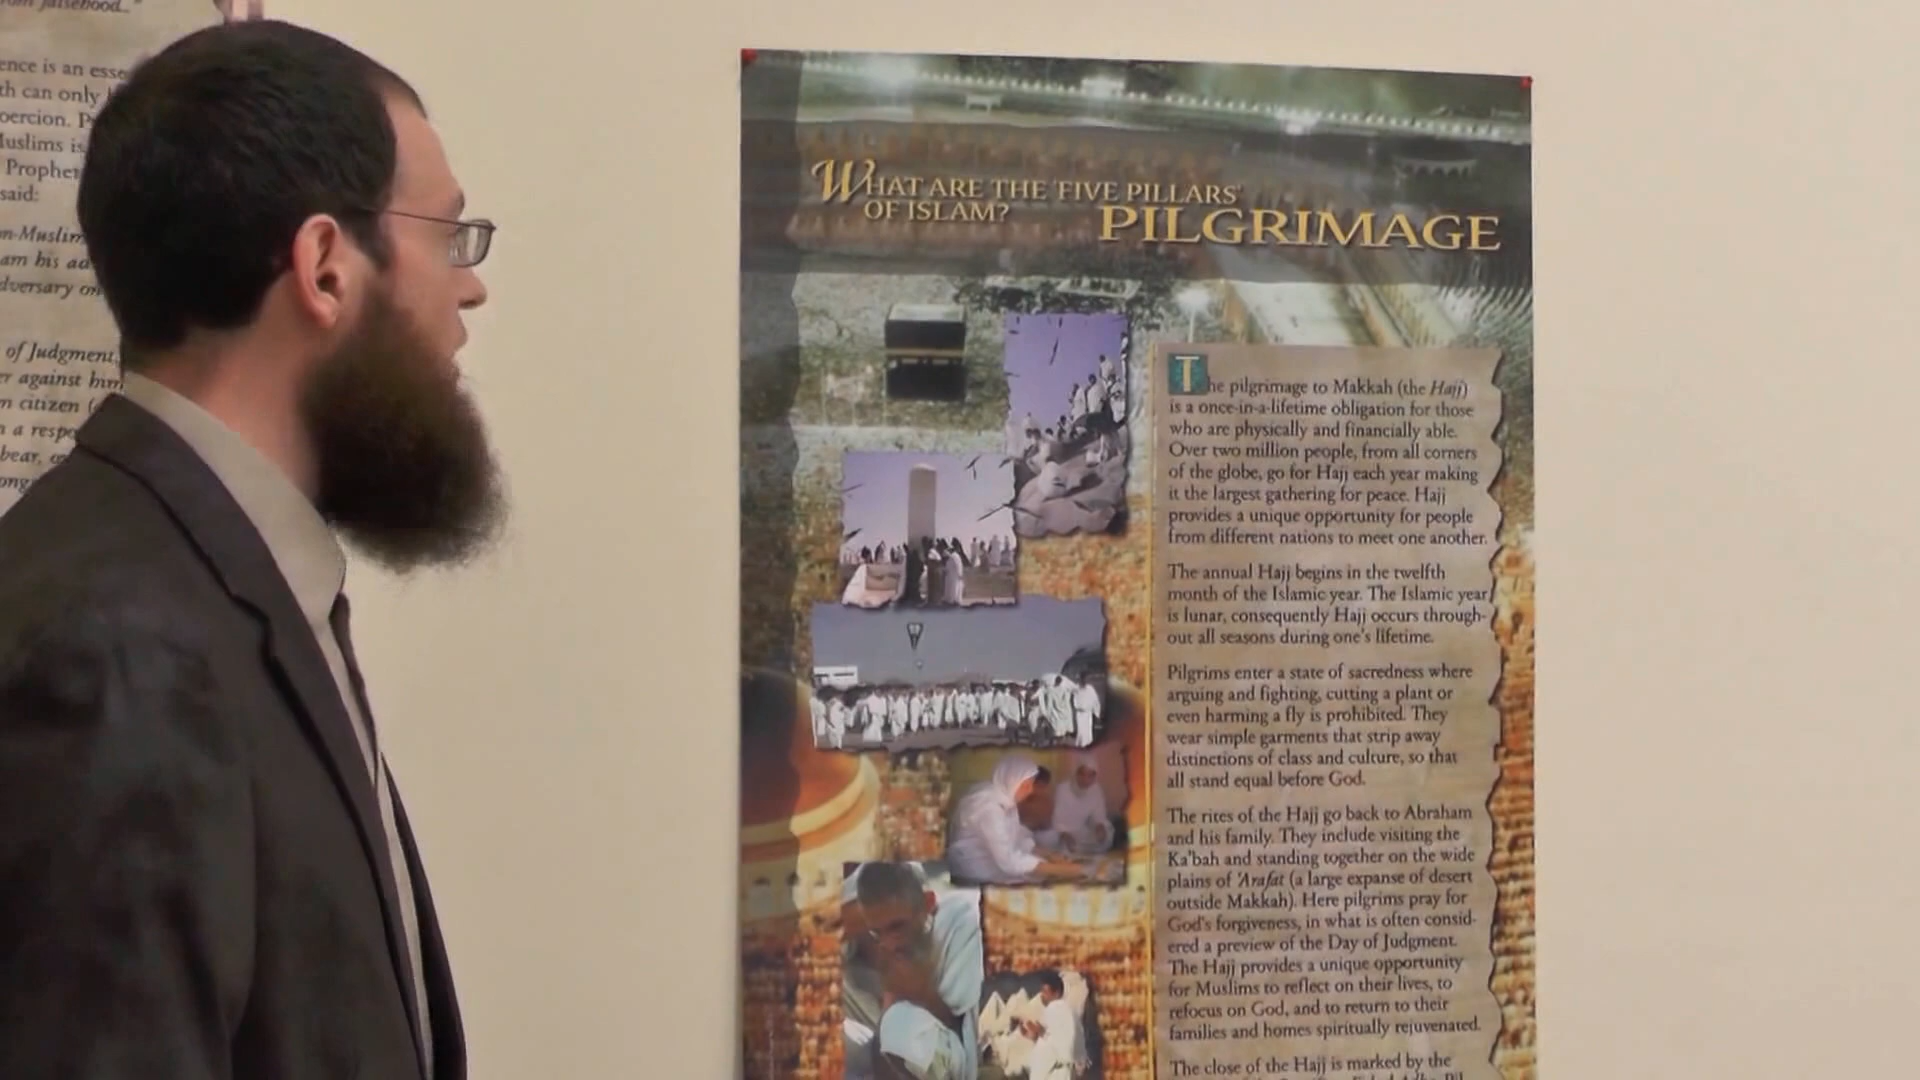 om falsehood..."
ence is an esse
th can only
oercion. P
Muslims is
Prophet
said:
n-Muslim
am his ad
dversary on
of Judgment,
er against him
n citizen (
n a respo
bear, or
ong
WHAT ARE THE 'FIVE PILLARS'
OF ISLAM?
PILGRIMAGE
The pilgrimage to Makkah (the Hajj)
is a once-in-a-lifetime obligation for those
who are physically and financially able.
Over two million people, from all corners
of the globe, go for Hajj each year making
it the largest gathering for peace. Hajj
provides a unique opportunity for people
from different nations to meet one another.
The annual Hajj begins in the twelfth
month of the Islamic year. The Islamic year
is lunar, consequently Hajj occurs through-
out all seasons during one's lifetime.
Pilgrims enter a state of sacredness where
arguing and fighting, cutting a plant or
even harming a fly is prohibited. They
wear simple garments that strip away
distinctions of class and culture, so that
all stand equal before God.
The rites of the Hajj go back to Abraham
and his family. They include visiting the
Ka'bah and standing together on the wide
plains of 'Arafat (a large expanse of desert
outside Makkah). Here pilgrims pray for
God's forgiveness, in what is often consid-
ered a preview of the Day of Judgment.
The Hajj provides a unique opportunity
for Muslims to reflect on their lives, to
refocus on God, and to return to their
families and homes spiritually rejuvenated.
The close of the Hajj is marked by the